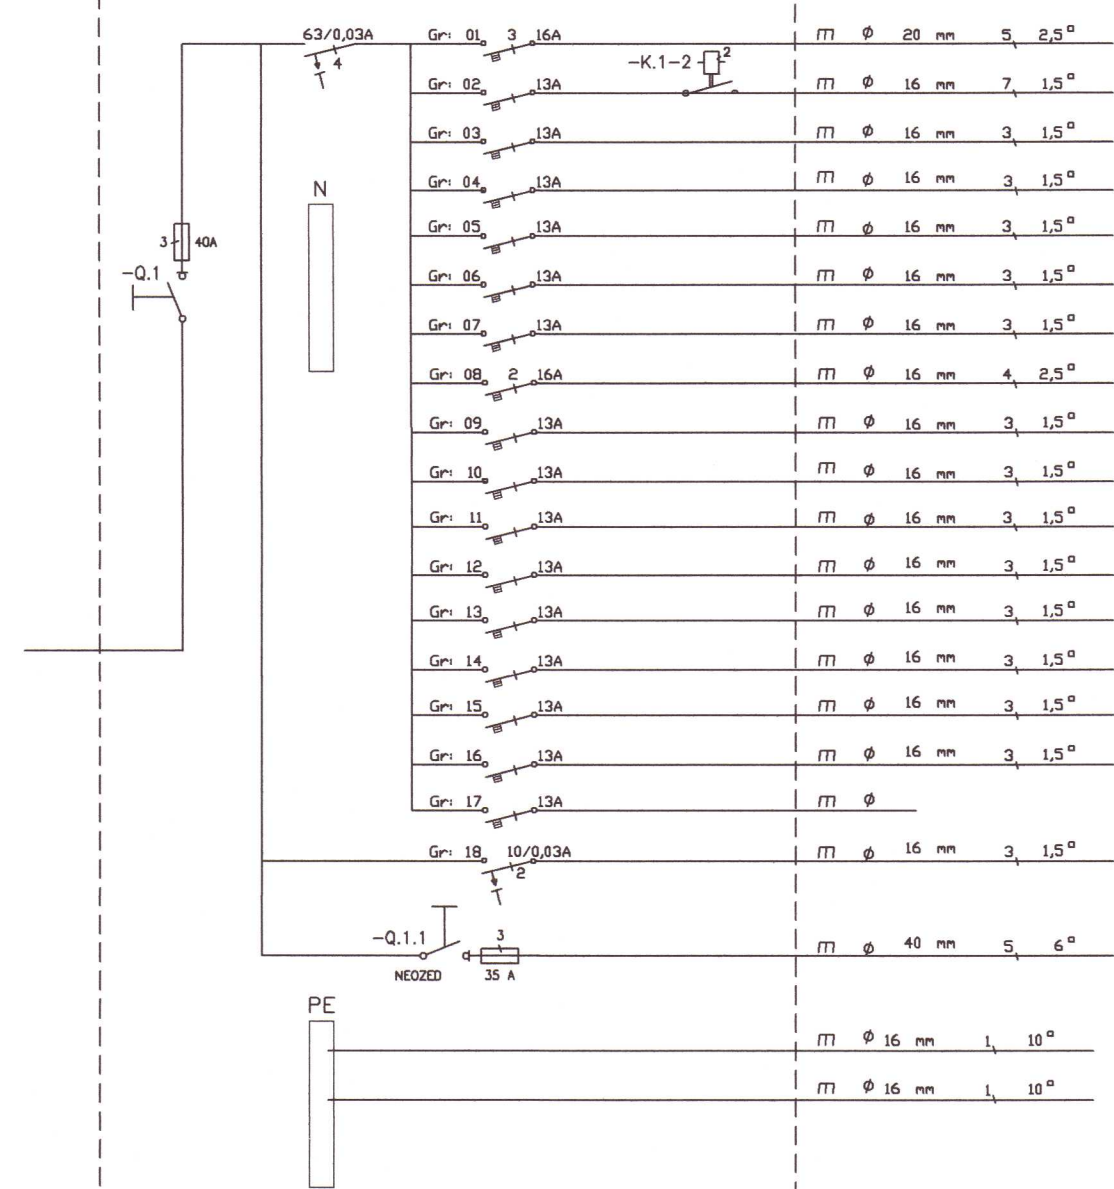 63/0,03A
4
Gr: 01 3 16A m ϕ 20 mm 5 2,5▫
-K.1-2 2
Gr: 02 13A m ϕ 16 mm 7 1,5▫
Gr: 03 13A m ϕ 16 mm 3 1,5▫
Gr: 04 13A m ϕ 16 mm 3 1,5▫
N
Gr: 05 13A m ϕ 16 mm 3 1,5▫
3 40A
-Q.1
Gr: 06 13A m ϕ 16 mm 3 1,5▫
Gr: 07 13A m ϕ 16 mm 3 1,5▫
Gr: 08 2 16A m ϕ 16 mm 4 2,5▫
Gr: 09 13A m ϕ 16 mm 3 1,5▫
Gr: 10 13A m ϕ 16 mm 3 1,5▫
Gr: 11 13A m ϕ 16 mm 3 1,5▫
Gr: 12 13A m ϕ 16 mm 3 1,5▫
Gr: 13 13A m ϕ 16 mm 3 1,5▫
Gr: 14 13A m ϕ 16 mm 3 1,5▫
Gr: 15 13A m ϕ 16 mm 3 1,5▫
Gr: 16 13A m ϕ 16 mm 3 1,5▫
Gr: 17 13A m ϕ
Gr: 18 10/0,03A m ϕ 16 mm 3 1,5▫
2
-Q.1.1 3 m ϕ 40 mm 5 6▫
NEOZED 35 A
PE
m ϕ 16 mm 1 10▫
m ϕ 16 mm 1 10▫